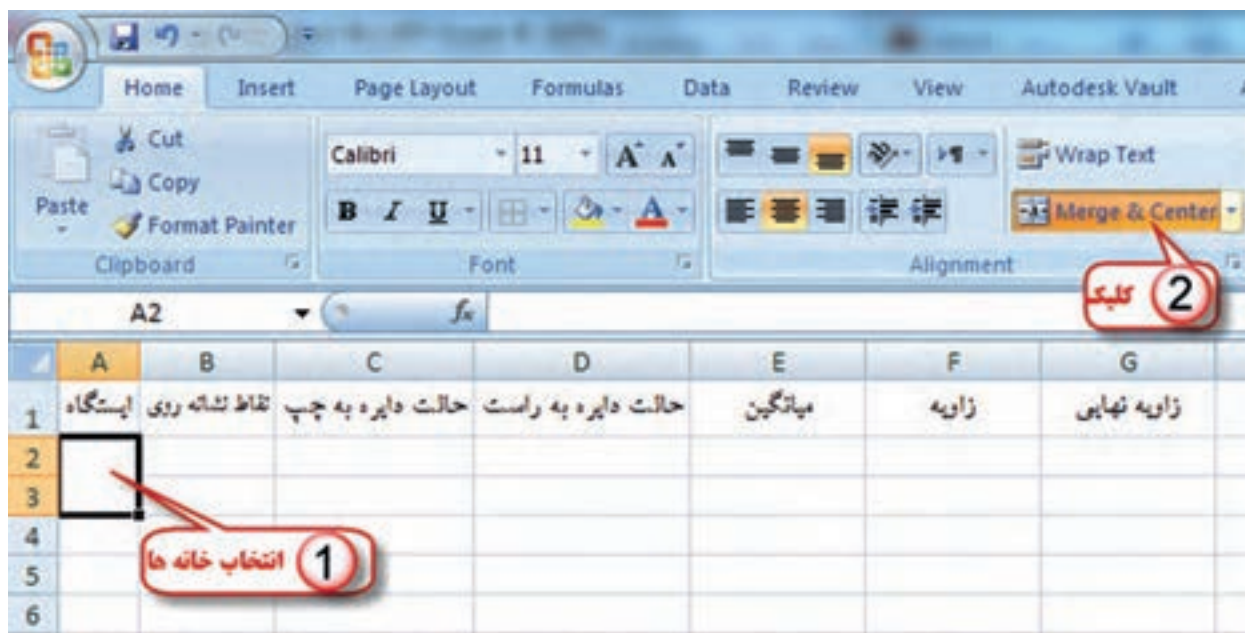 Home Insert Page Layout Formulas Data Review View Autodesk Vault
Cut
Calibri 11 A A Wrap Text
Copy
Paste
B I U A Merge & Center
Format Painter
Clipboard Font Alignment
کلیک 2
A2 fx
A B C D E F G
1 ایستگاه نقاط نشانه روی حالت دایره به چپ حالت دایره به راست میانگین زاویه زاویه نهایی
2
3
4
1 انتخاب خانه ها
5
6